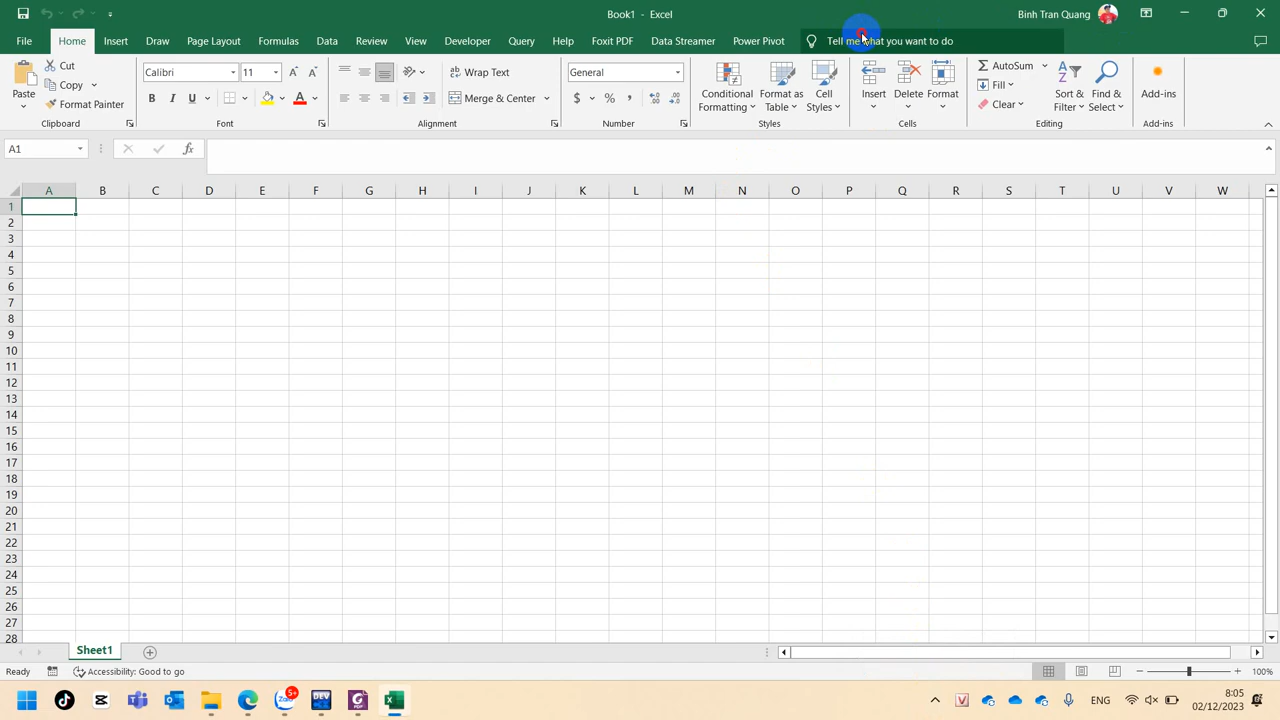 Book1 - Excel
Binh Tran Quang
File Home Insert Draw Page Layout Formulas Data Review View Developer Query Help Foxit PDF Data Streamer Power Pivot Tell me what you want to do
Paste
Cut
Copy
Format Painter
Clipboard
Calibri 11
B I U A
Font
Wrap Text
Merge & Center
Alignment
General
$ % ,
Number
Conditional Formatting
Format as Table
Cell Styles
Styles
Insert
Delete
Format
Cells
AutoSum
Fill
Clear
Sort & Filter
Find & Select
Editing
Add-ins
Add-ins
A1
fx
A B C D E F G H I J K L M N O P Q R S T U V W
1
2
3
4
5
6
7
8
9
10
11
12
13
14
15
16
17
18
19
20
21
22
23
24
25
26
27
28
Sheet1
Ready
Accessibility: Good to go
100%
Zalo
5+
DEV
PDF
ENG
8:05
02/12/2023